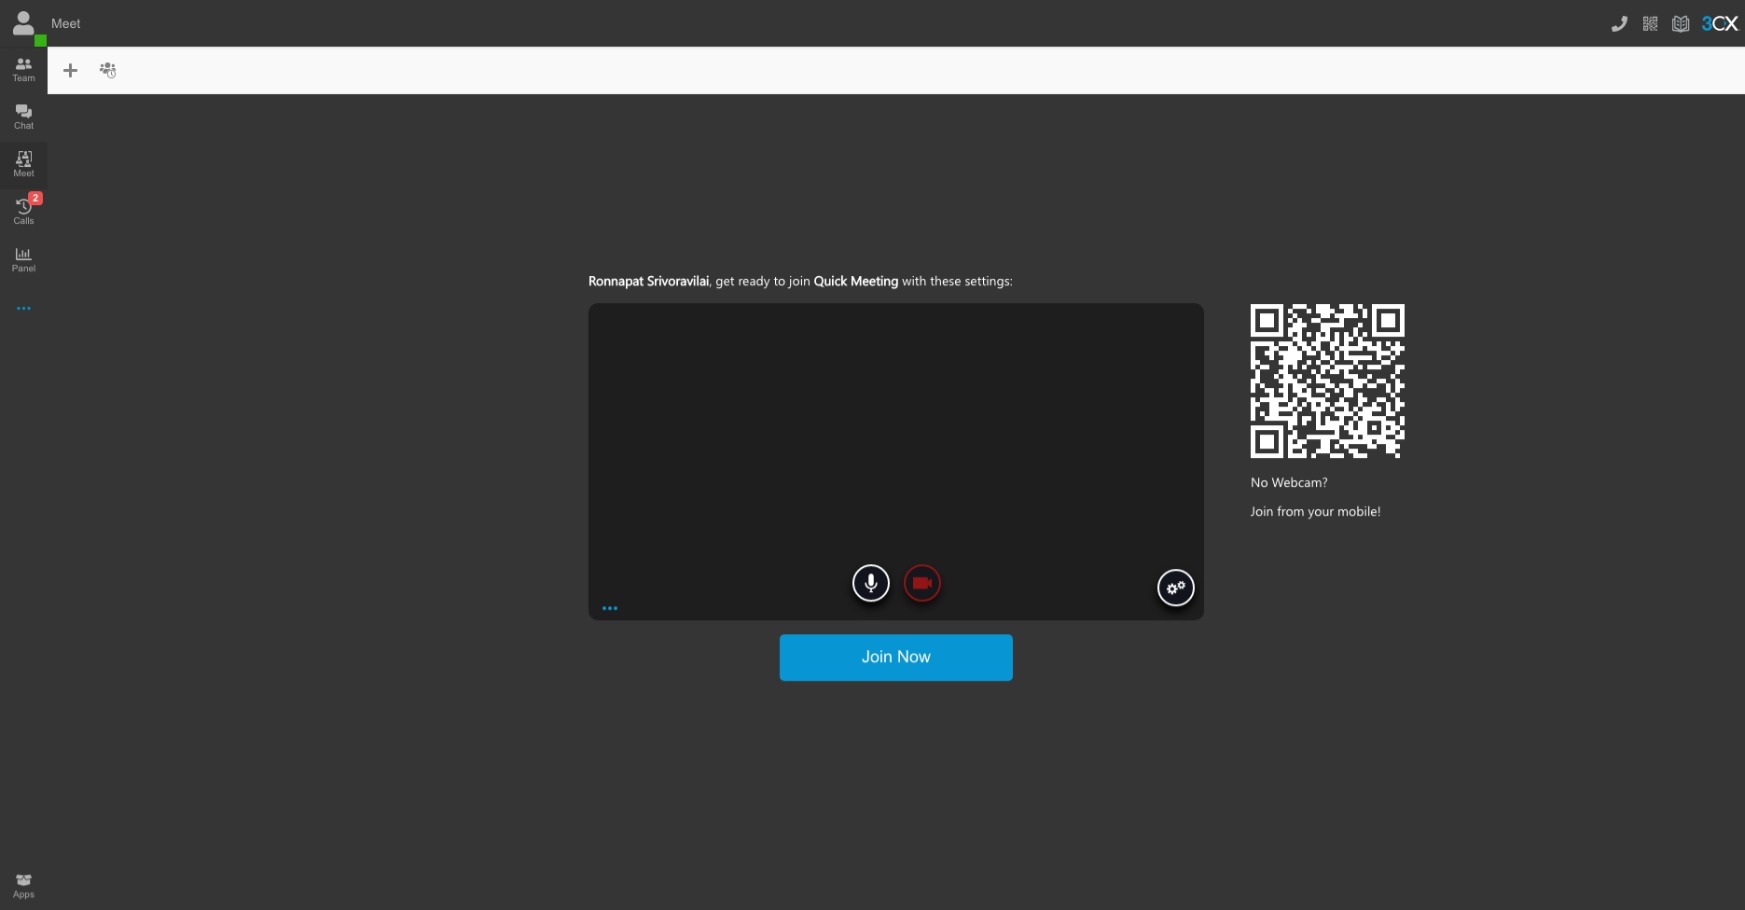 Meet
3CX
Team
Chat
Meet
2
Calls
Panel
Ronnapat Srivoravilai, get ready to join Quick Meeting with these settings:
No Webcam?
Join from your mobile!
Join Now
Apps